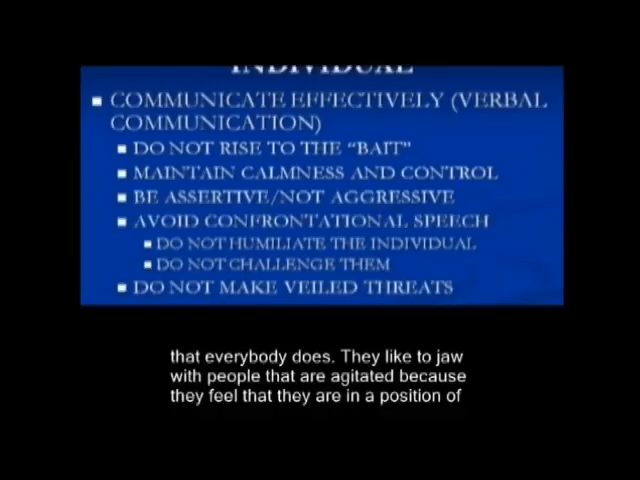 INDIVIDUAL
■ COMMUNICATE EFFECTIVELY (VERBAL
COMMUNICATION)
■ DO NOT RISE TO THE “BAIT”
■ MAINTAIN CALMNESS AND CONTROL
■ BE ASSERTIVE/NOT AGGRESSIVE
■ AVOID CONFRONTATIONAL SPEECH
■ DO NOT HUMILIATE THE INDIVIDUAL
■ DO NOT CHALLENGE THEM
■ DO NOT MAKE VEILED THREATS
that everybody does. They like to jaw
with people that are agitated because
they feel that they are in a position of